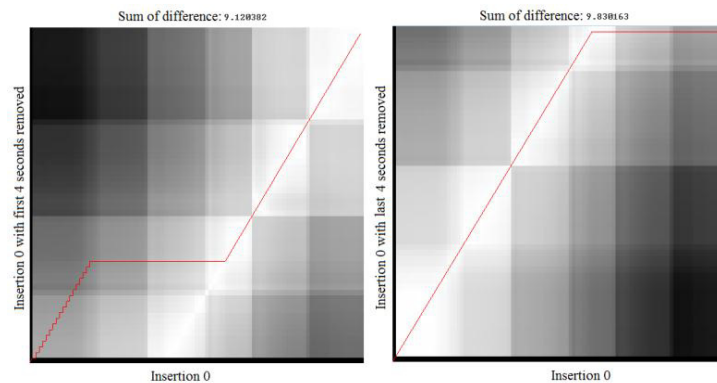 Sum of difference: 9.120382
Insertion 0 with first 4 seconds removed
Insertion 0
Sum of difference: 9.830163
Insertion 0 with last 4 seconds removed
Insertion 0